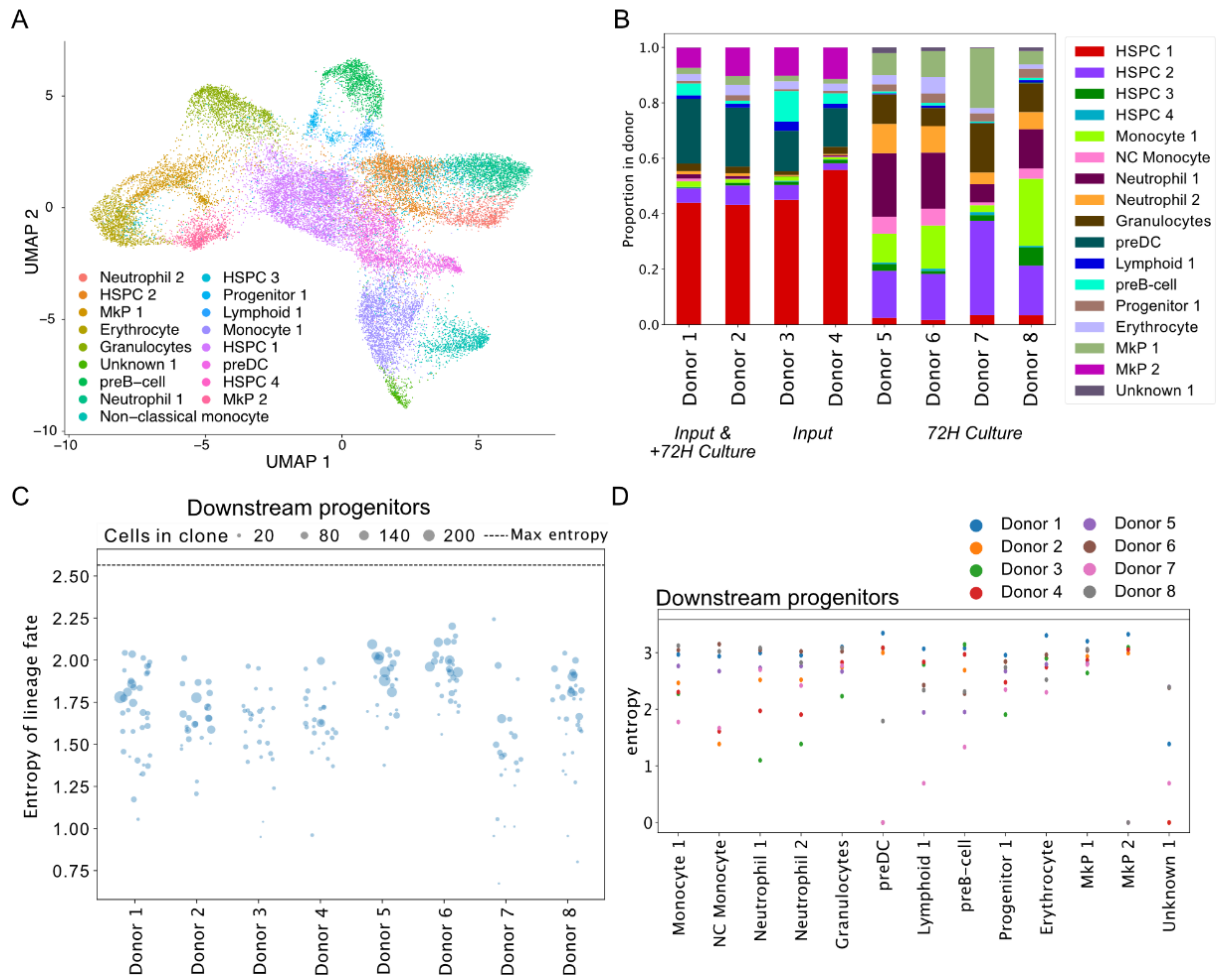 A
UMAP 2
5
0
−5
−10
Neutrophil 2
HSPC 2
MkP 1
Erythrocyte
Granulocytes
Unknown 1
preB−cell
Neutrophil 1
Non−classical monocyte
HSPC 3
Progenitor 1
Lymphoid 1
Monocyte 1
HSPC 1
preDC
HSPC 4
MkP 2
−10
−5
0
5
UMAP 1
B
Proportion in donor
1.0
0.8
0.6
0.4
0.2
0.0
Donor 1
Donor 2
Donor 3
Donor 4
Donor 5
Donor 6
Donor 7
Donor 8
Input &
+72H Culture
Input
72H Culture
HSPC 1
HSPC 2
HSPC 3
HSPC 4
Monocyte 1
NC Monocyte
Neutrophil 1
Neutrophil 2
Granulocytes
preDC
Lymphoid 1
preB-cell
Progenitor 1
Erythrocyte
MkP 1
MkP 2
Unknown 1
C
Downstream progenitors
Cells in clone 20 80 140 200 Max entropy
Entropy of lineage fate
2.50
2.25
2.00
1.75
1.50
1.25
1.00
0.75
Donor 1
Donor 2
Donor 3
Donor 4
Donor 5
Donor 6
Donor 7
Donor 8
D
Donor 1
Donor 2
Donor 3
Donor 4
Donor 5
Donor 6
Donor 7
Donor 8
Downstream progenitors
entropy
3
2
1
0
Monocyte 1
NC Monocyte
Neutrophil 1
Neutrophil 2
Granulocytes
preDC
Lymphoid 1
preB-cell
Progenitor 1
Erythrocyte
MkP 1
MkP 2
Unknown 1